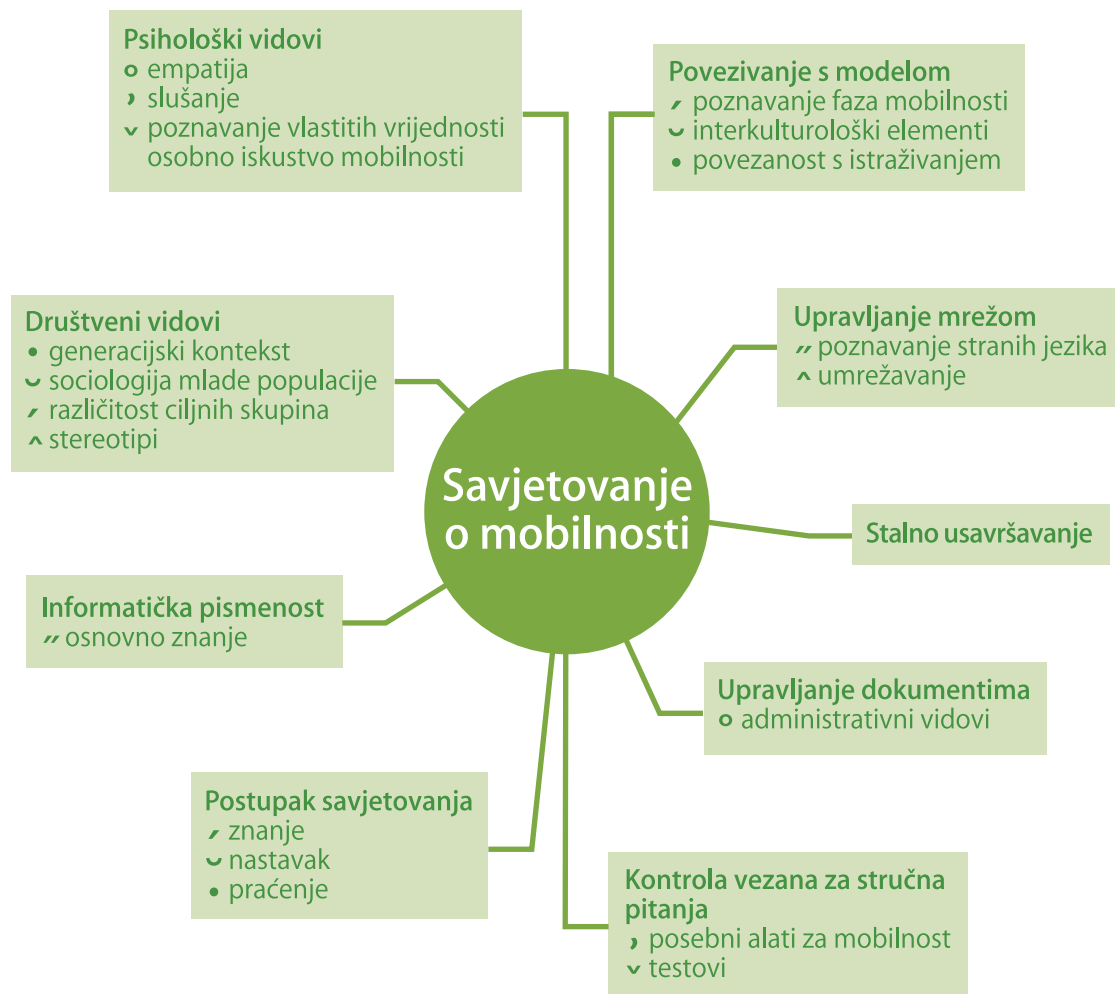 Psihološki vidovi
o empatija
, slušanje
ˇ poznavanje vlastitih vrijednosti
osobno iskustvo mobilnosti
Povezivanje s modelom
ˏ poznavanje faza mobilnosti
˘ interkulturološki elementi
• povezanost s istraživanjem
Društveni vidovi
• generacijski kontekst
˘ sociologija mlade populacije
ˏ različitost ciljnih skupina
^ stereotipi
Upravljanje mrežom
˝ poznavanje stranih jezika
^ umrežavanje
Savjetovanje
o mobilnosti
Stalno usavršavanje
Informatička pismenost
˝ osnovno znanje
Upravljanje dokumentima
o administrativni vidovi
Postupak savjetovanja
ˏ znanje
˘ nastavak
• praćenje
Kontrola vezana za stručna
pitanja
, posebni alati za mobilnost
ˇ testovi